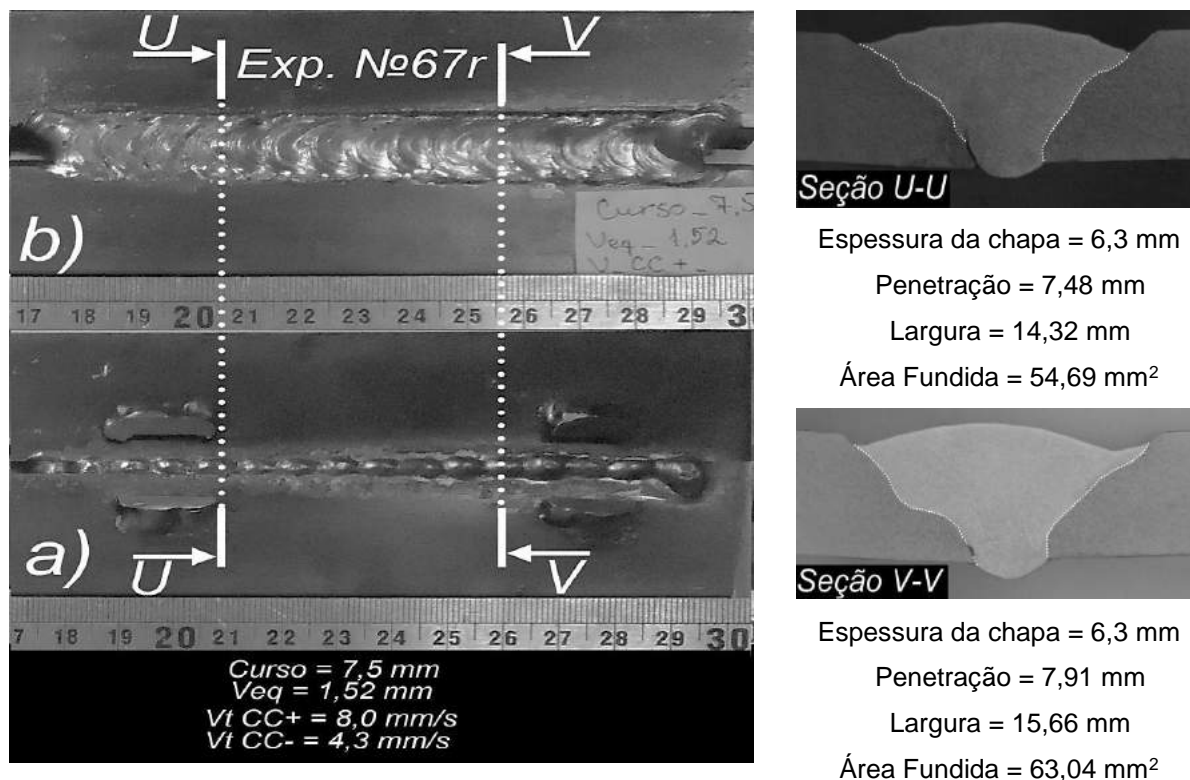 U
V
Exp. №67r
b)
Curso_7,5
Veq_ 1,52
V_CC+_
17 18 19 20 21 22 23 24 25 26 27 28 29 3
a)
U
V
7 18 19 20 21 22 23 24 25 26 27 28 29 30
Curso = 7,5 mm
Veq = 1,52 mm
Vt CC+ = 8,0 mm/s
Vt CC- = 4,3 mm/s
Seção U-U
Espessura da chapa = 6,3 mm
Penetração = 7,48 mm
Largura = 14,32 mm
Área Fundida = 54,69 mm²
Seção V-V
Espessura da chapa = 6,3 mm
Penetração = 7,91 mm
Largura = 15,66 mm
Área Fundida = 63,04 mm²